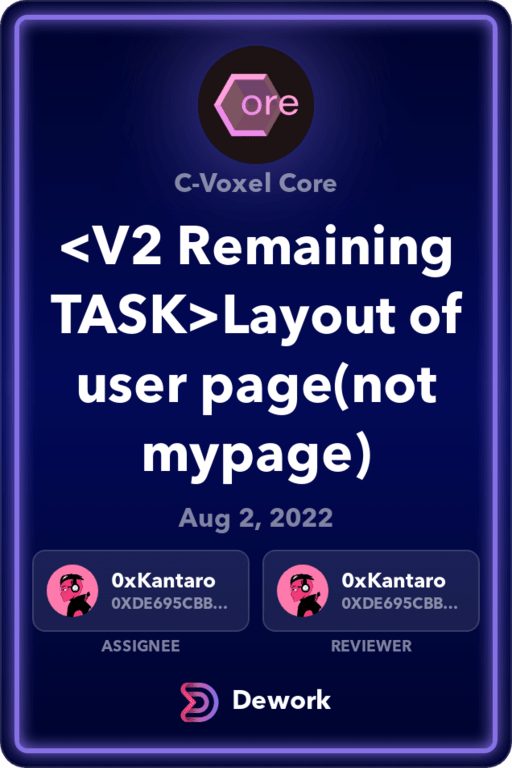 ore
C-Voxel Core
<V2 Remaining
TASK>Layout of
user page(not
mypage)
Aug 2, 2022
0xKantaro
0XDE695CBB...
ASSIGNEE
0xKantaro
0XDE695CBB...
REVIEWER
Dework